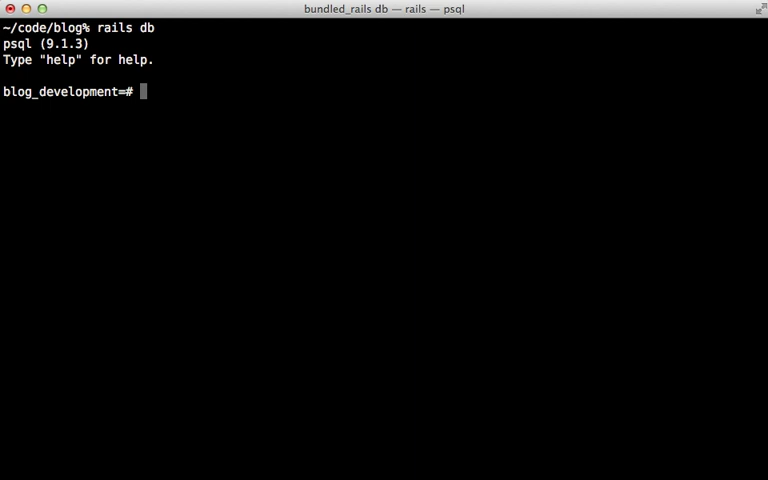 bundled_rails db — rails — psql
~/code/blog% rails db
psql (9.1.3)
Type "help" for help.
blog_development=#